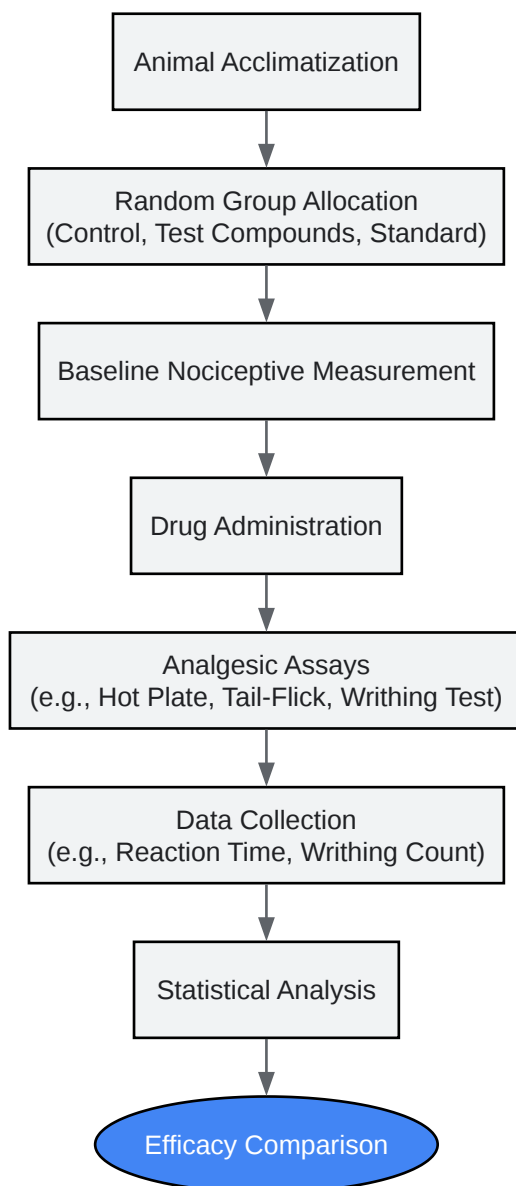 Animal Acclimatization
Random Group Allocation
(Control, Test Compounds, Standard)
Baseline Nociceptive Measurement
Drug Administration
Analgesic Assays
(e.g., Hot Plate, Tail-Flick, Writhing Test)
Data Collection
(e.g., Reaction Time, Writhing Count)
Statistical Analysis
Efficacy Comparison